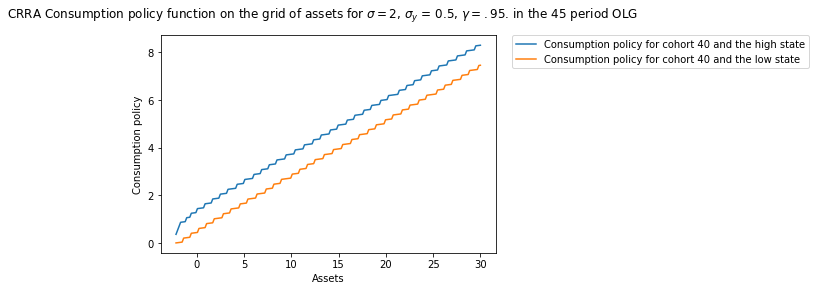 CRRA Consumption policy function on the grid of assets for σ = 2, σy = 0.5, γ = .95. in the 45 period OLG
Consumption policy for cohort 40 and the high state
Consumption policy for cohort 40 and the low state
Consumption policy
8
6
4
2
0
0 5 10 15 20 25 30
Assets